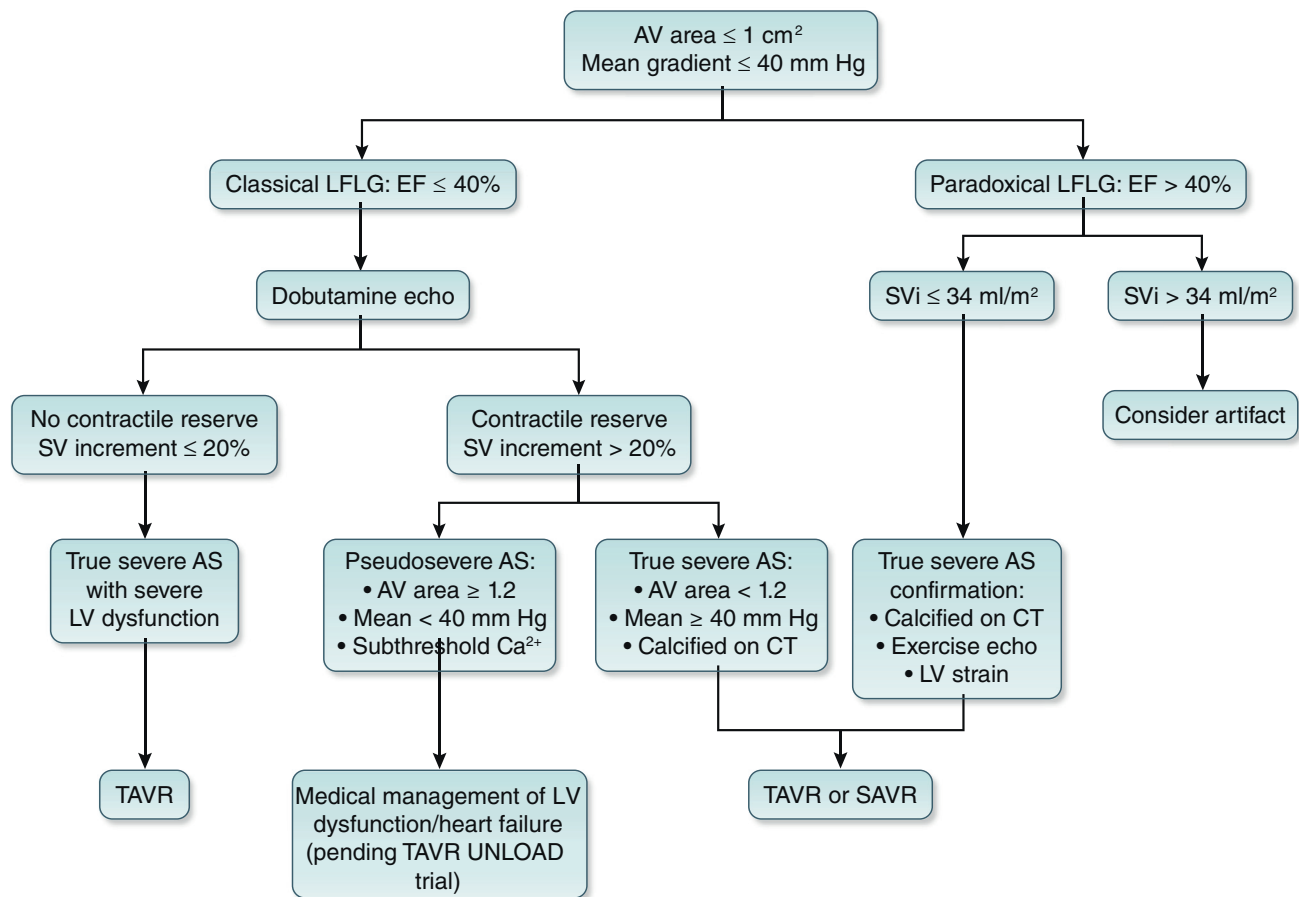 AV area ≤ 1 cm²
Mean gradient ≤ 40 mm Hg
Classical LFLG: EF ≤ 40%
Paradoxical LFLG: EF > 40%
Dobutamine echo
SVi ≤ 34 ml/m²
SVi > 34 ml/m²
No contractile reserve
SV increment ≤ 20%
Contractile reserve
SV increment > 20%
Consider artifact
True severe AS
with severe
LV dysfunction
Pseudosevere AS:
• AV area ≥ 1.2
• Mean < 40 mm Hg
• Subthreshold Ca²⁺
True severe AS:
• AV area < 1.2
• Mean ≥ 40 mm Hg
• Calcified on CT
True severe AS
confirmation:
• Calcified on CT
• Exercise echo
• LV strain
TAVR
Medical management of LV
dysfunction/heart failure
(pending TAVR UNLOAD
trial)
TAVR or SAVR